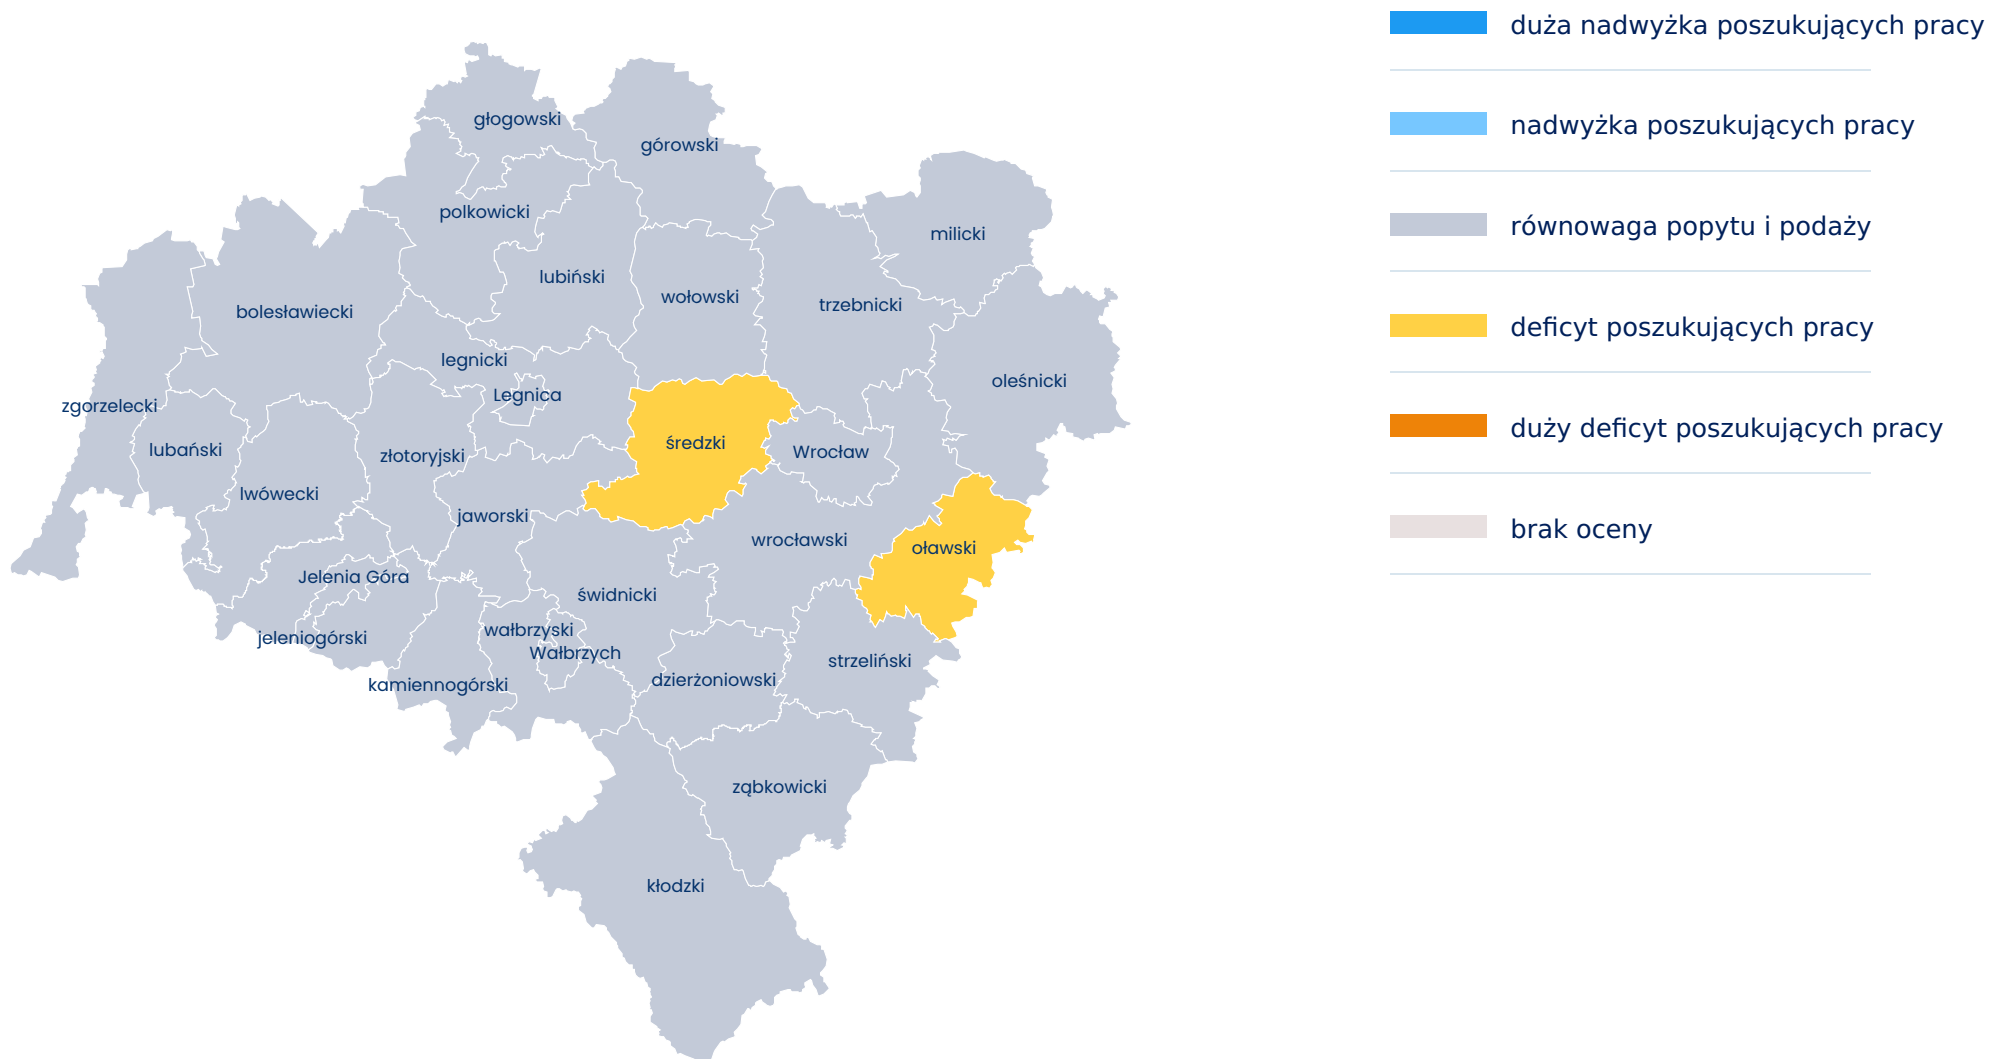 głogowski
górowski
polkowicki
milicki
lubiński
wołowski
trzebnicki
bolesławiecki
legnicki
oleśnicki
Legnica
zgorzelecki
średzki
lubański
Wrocław
złotoryjski
lwówecki
jaworski
wrocławski
oławski
Jelenia Góra
świdnicki
wałbrzyski
jeleniogórski
Wałbrzych
strzeliński
dzierżoniowski
kamiennogórski
ząbkowicki
kłodzki
duża nadwyżka poszukujących pracy
nadwyżka poszukujących pracy
równowaga popytu i podaży
deficyt poszukujących pracy
duży deficyt poszukujących pracy
brak oceny